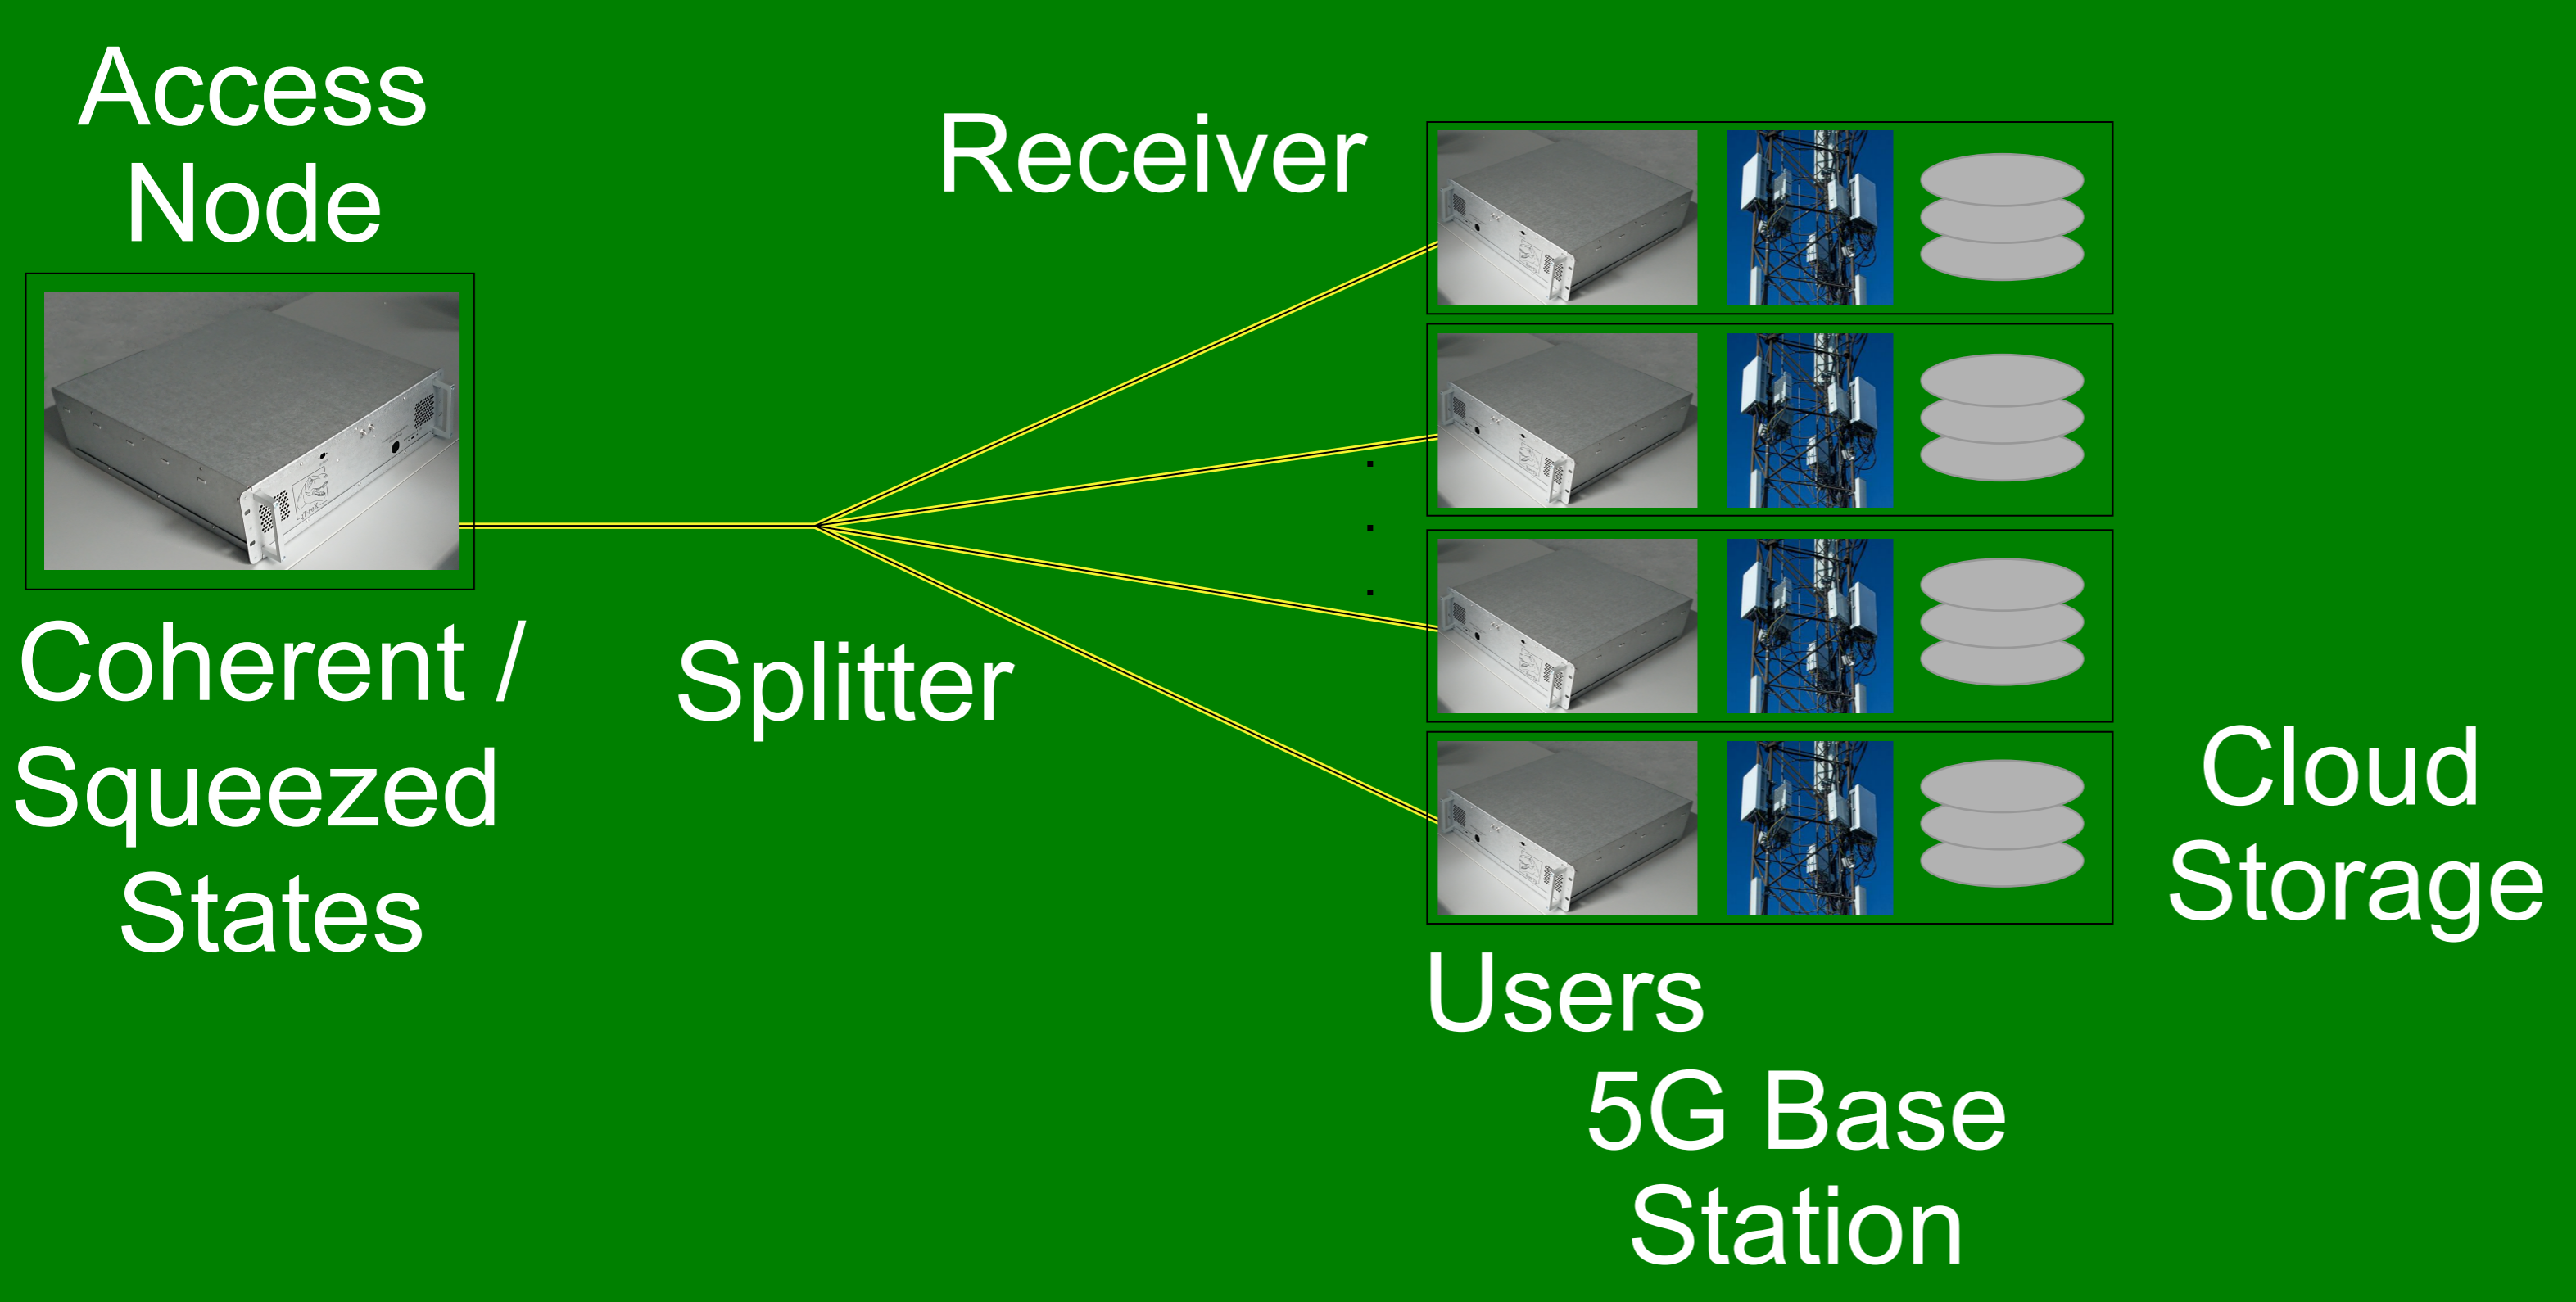 Access
Node
Receiver
Coherent /
Squeezed
States
Splitter
Cloud
Storage
Users
5G Base
Station